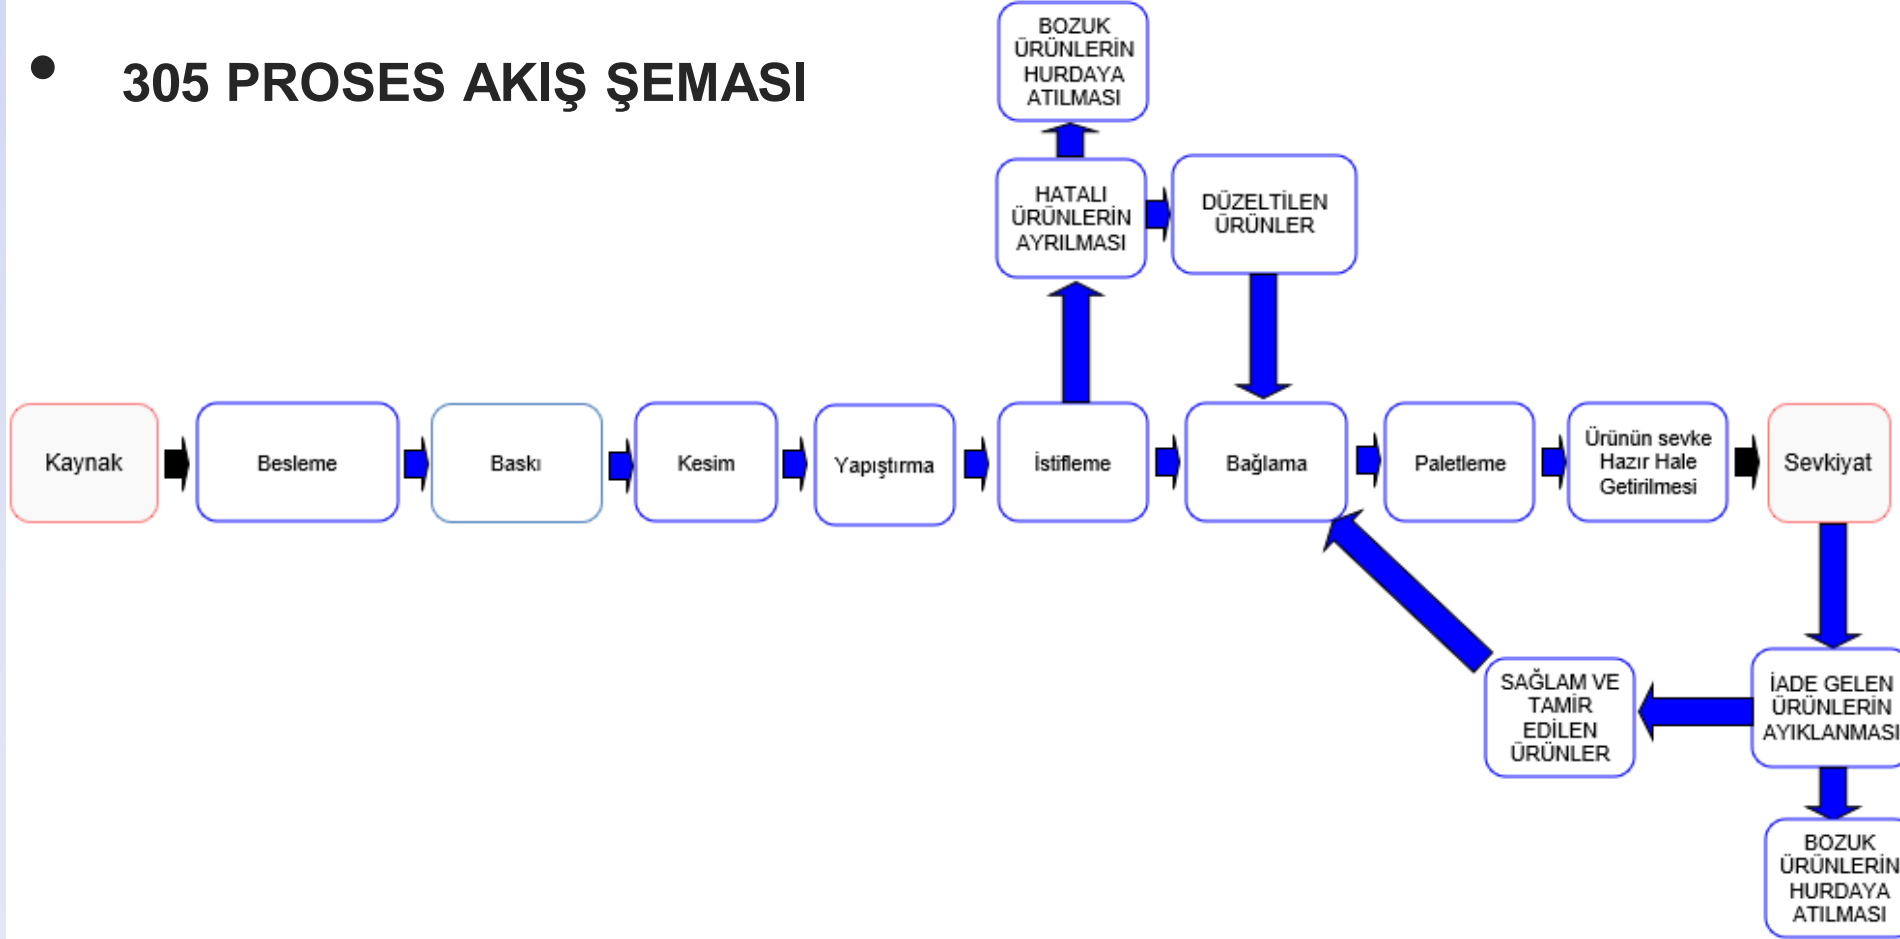 • 305 PROSES AKIŞ ŞEMASI
BOZUK
ÜRÜNLERİN
HURDAYA
ATILMASI
HATALI
ÜRÜNLERİN
AYRILMASI
DÜZELTİLEN
ÜRÜNLER
Kaynak
Besleme
Baskı
Kesim
Yapıştırma
İstifleme
Bağlama
Paletleme
Ürünün sevke
Hazır Hale
Getirilmesi
Sevkiyat
SAĞLAM VE
TAMİR
EDİLEN
ÜRÜNLER
İADE GELEN
ÜRÜNLERİN
AYIKLANMASI
BOZUK
ÜRÜNLERİN
HURDAYA
ATILMASI